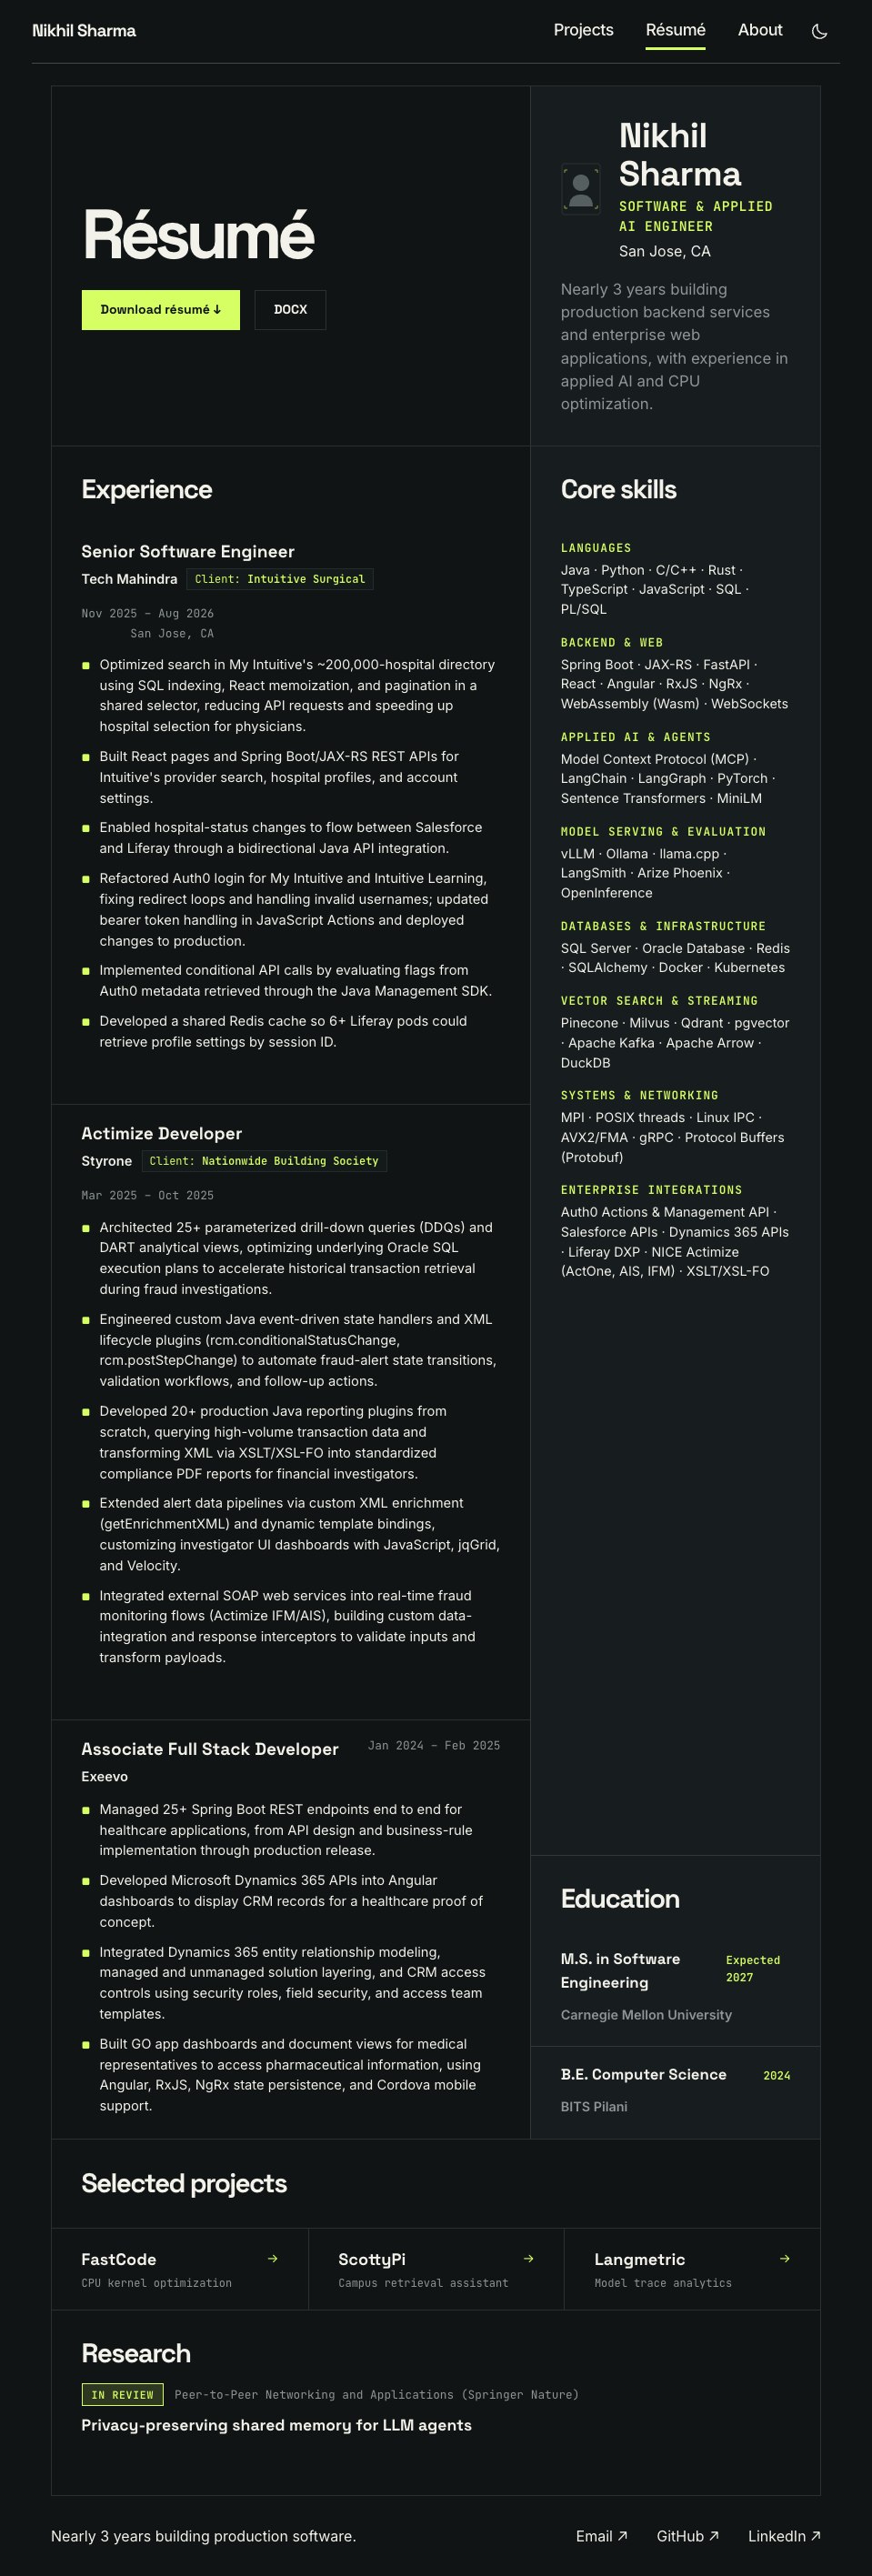 Nikhil Sharma
Projects
Résumé
About
Résumé
Download résumé ↓
DOCX
Nikhil
Sharma
SOFTWARE & APPLIED
AI ENGINEER
San Jose, CA
Nearly 3 years building
production backend services
and enterprise web
applications, with experience in
applied AI and CPU
optimization.
Experience
Senior Software Engineer
Tech Mahindra
Client: Intuitive Surgical
Nov 2025 – Aug 2026
San Jose, CA
Optimized search in My Intuitive's ~200,000-hospital directory
using SQL indexing, React memoization, and pagination in a
shared selector, reducing API requests and speeding up
hospital selection for physicians.
Built React pages and Spring Boot/JAX-RS REST APIs for
Intuitive's provider search, hospital profiles, and account
settings.
Enabled hospital-status changes to flow between Salesforce
and Liferay through a bidirectional Java API integration.
Refactored Auth0 login for My Intuitive and Intuitive Learning,
fixing redirect loops and handling invalid usernames; updated
bearer token handling in JavaScript Actions and deployed
changes to production.
Implemented conditional API calls by evaluating flags from
Auth0 metadata retrieved through the Java Management SDK.
Developed a shared Redis cache so 6+ Liferay pods could
retrieve profile settings by session ID.
Actimize Developer
Styrone
Client: Nationwide Building Society
Mar 2025 – Oct 2025
Architected 25+ parameterized drill-down queries (DDQs) and
DART analytical views, optimizing underlying Oracle SQL
execution plans to accelerate historical transaction retrieval
during fraud investigations.
Engineered custom Java event-driven state handlers and XML
lifecycle plugins (rcm.conditionalStatusChange,
rcm.postStepChange) to automate fraud-alert state transitions,
validation workflows, and follow-up actions.
Developed 20+ production Java reporting plugins from
scratch, querying high-volume transaction data and
transforming XML via XSLT/XSL-FO into standardized
compliance PDF reports for financial investigators.
Extended alert data pipelines via custom XML enrichment
(getEnrichmentXML) and dynamic template bindings,
customizing investigator UI dashboards with JavaScript, jqGrid,
and Velocity.
Integrated external SOAP web services into real-time fraud
monitoring flows (Actimize IFM/AIS), building custom data-
integration and response interceptors to validate inputs and
transform payloads.
Associate Full Stack Developer
Jan 2024 – Feb 2025
Exeevo
Managed 25+ Spring Boot REST endpoints end to end for
healthcare applications, from API design and business-rule
implementation through production release.
Developed Microsoft Dynamics 365 APIs into Angular
dashboards to display CRM records for a healthcare proof of
concept.
Integrated Dynamics 365 entity relationship modeling,
managed and unmanaged solution layering, and CRM access
controls using security roles, field security, and access team
templates.
Built GO app dashboards and document views for medical
representatives to access pharmaceutical information, using
Angular, RxJS, NgRx state persistence, and Cordova mobile
support.
Core skills
LANGUAGES
Java · Python · C/C++ · Rust ·
TypeScript · JavaScript · SQL ·
PL/SQL
BACKEND & WEB
Spring Boot · JAX-RS · FastAPI ·
React · Angular · RxJS · NgRx ·
WebAssembly (Wasm) · WebSockets
APPLIED AI & AGENTS
Model Context Protocol (MCP) ·
LangChain · LangGraph · PyTorch ·
Sentence Transformers · MiniLM
MODEL SERVING & EVALUATION
vLLM · Ollama · llama.cpp ·
LangSmith · Arize Phoenix ·
OpenInference
DATABASES & INFRASTRUCTURE
SQL Server · Oracle Database · Redis
· SQLAlchemy · Docker · Kubernetes
VECTOR SEARCH & STREAMING
Pinecone · Milvus · Qdrant · pgvector
· Apache Kafka · Apache Arrow ·
DuckDB
SYSTEMS & NETWORKING
MPI · POSIX threads · Linux IPC ·
AVX2/FMA · gRPC · Protocol Buffers
(Protobuf)
ENTERPRISE INTEGRATIONS
Auth0 Actions & Management API ·
Salesforce APIs · Dynamics 365 APIs
· Liferay DXP · NICE Actimize
(ActOne, AIS, IFM) · XSLT/XSL-FO
Education
M.S. in Software
Engineering
Expected
2027
Carnegie Mellon University
B.E. Computer Science
2024
BITS Pilani
Selected projects
FastCode →
CPU kernel optimization
ScottyPi →
Campus retrieval assistant
Langmetric →
Model trace analytics
Research
IN REVIEW
Peer-to-Peer Networking and Applications (Springer Nature)
Privacy-preserving shared memory for LLM agents
Nearly 3 years building production software.
Email ↗
GitHub ↗
LinkedIn ↗